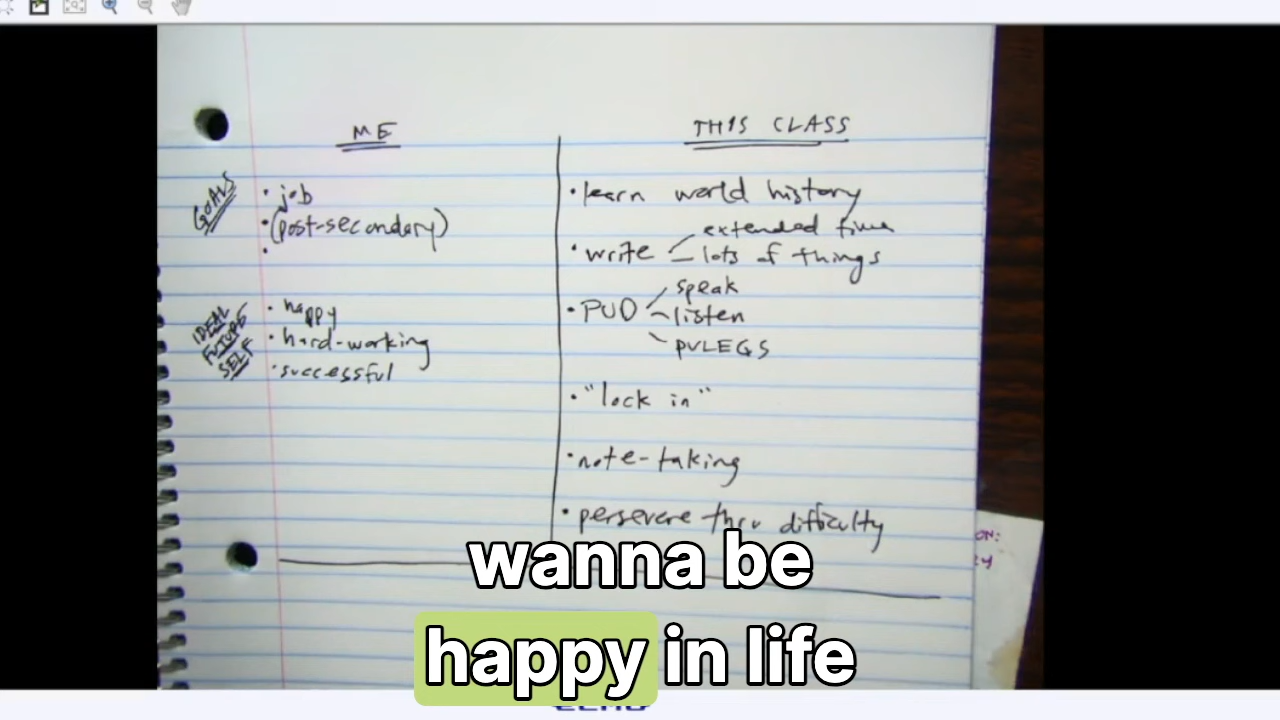 ME
THIS CLASS
GOALS
• job
• (post-secondary)
•
IDEAL
FUTURE
SELF
• happy
• hard-working
• successful
• learn world history
• write
extended time
lots of things
• PUD
speak
listen
PVLEGS
• "lock in"
• note-taking
• persevere thru difficulty
ON:
wanna be
happy in life